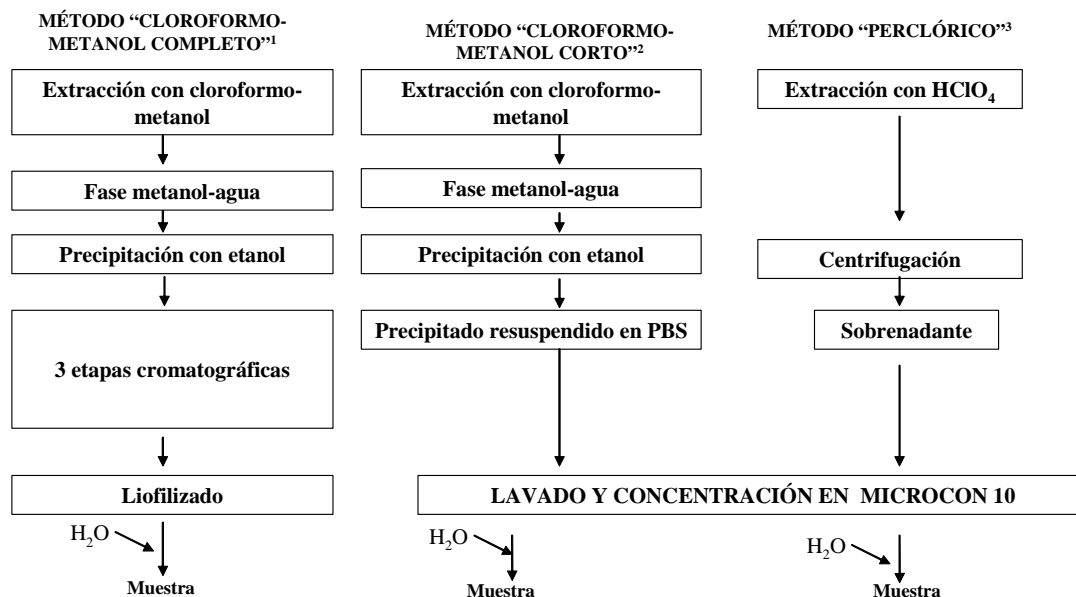 MÉTODO “CLOROFORMO-
METANOL COMPLETO”¹
Extracción con cloroformo-
metanol
Fase metanol-agua
Precipitación con etanol
3 etapas cromatográficas
Liofilizado
H₂O
Muestra
MÉTODO “CLOROFORMO-
METANOL CORTO”²
Extracción con cloroformo-
metanol
Fase metanol-agua
Precipitación con etanol
Precipitado resuspendido en PBS
MÉTODO “PERCLÓRICO”³
Extracción con HClO₄
Centrifugación
Sobrenadante
LAVADO Y CONCENTRACIÓN EN MICROCON 10
H₂O
Muestra
H₂O
Muestra